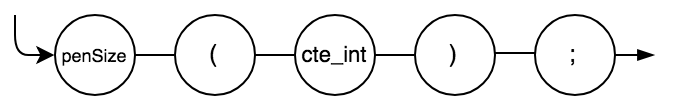 penSize ( cte_int ) ;